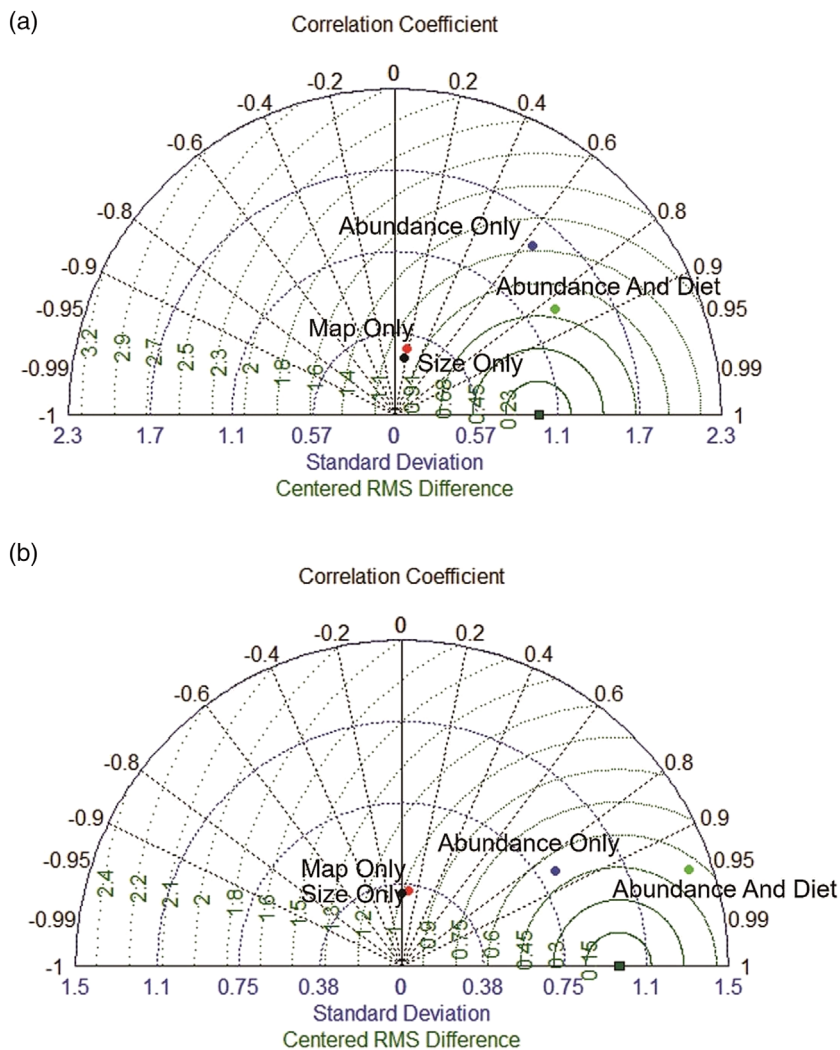 (a)
Correlation Coefficient
0
-0.2 0.2
-0.4 0.4
-0.6 0.6
-0.8 0.8
-0.9 0.9
-0.95 0.95
-0.99 0.99
-1 1
Abundance Only
Abundance And Diet
Map Only
Size Only
3.2 2.9 2.7 2.5 2.3 2 1.8 1.6 1.4 0.91 0.68 0.45 0.23
2.3 1.7 1.1 0.57 0 0.57 1.1 1.7 2.3
Standard Deviation
Centered RMS Difference
(b)
Correlation Coefficient
0
-0.2 0.2
-0.4 0.4
-0.6 0.6
-0.8 0.8
-0.9 0.9
-0.95 0.95
-0.99 0.99
-1 1
Abundance Only
Map Only
Size Only
Abundance And Diet
2.4 2.2 2.1 2 1.8 1.6 1.5 1.3 1.2 0.9 0.75 0.6 0.45 0.3 0.15
1.5 1.1 0.75 0.38 0 0.38 0.75 1.1 1.5
Standard Deviation
Centered RMS Difference